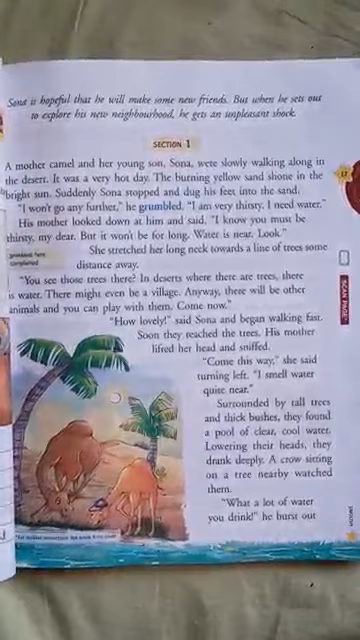 Sona is hopeful that he will make some new friends. But when he sets out
to explore his new neighbourhood, he gets an unpleasant shock.
SECTION 1
A mother camel and her young son, Sona, were slowly walking along in
the desert. It was a very hot day. The burning yellow sand shone in the
bright sun. Suddenly Sona stopped and dug his feet into the sand.
"I won't go any further," he grumbled. "I am very thirsty. I need water."
His mother looked down at him and said, "I know you must be
thirsty, my dear. But it won't be for long. Water is near. Look."
grumbled: here,
complained
She stretched her long neck towards a line of trees some
distance away.
"You see those trees there? In deserts where there are trees, there
is water. There might even be a village. Anyway, there will be other
animals and you can play with them. Come now."
"How lovely!" said Sona and began walking fast.
Soon they reached the trees. His mother
lifted her head and sniffed.
"Come this way," she said
turning left. "I smell water
quite near."
Surrounded by tall trees
and thick bushes, they found
a pool of clear, cool water.
Lowering their heads, they
drank deeply. A crow sitting
on a tree nearby watched
them.
"What a lot of water
you drink!" he burst out
SCAN PAGE